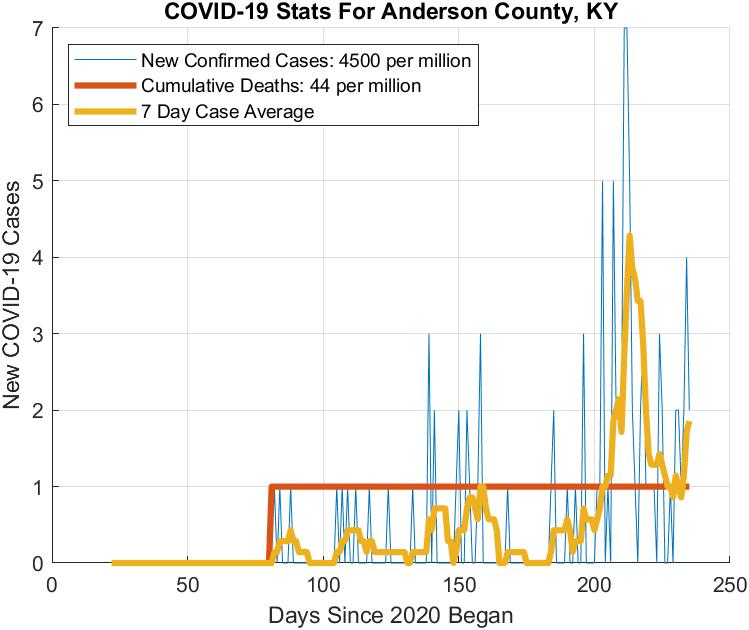 COVID-19 Stats For Anderson County, KY
New Confirmed Cases: 4500 per million
Cumulative Deaths: 44 per million
7 Day Case Average
New COVID-19 Cases
7
6
5
4
3
2
1
0
0 50 100 150 200 250
Days Since 2020 Began